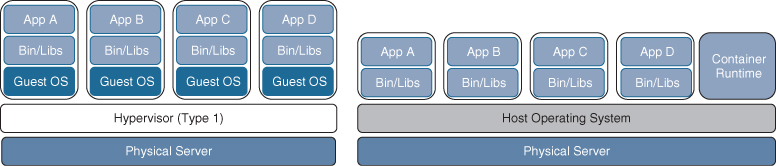 App A
App B
App C
App D
Bin/Libs
Bin/Libs
Bin/Libs
Bin/Libs
Guest OS
Guest OS
Guest OS
Guest OS
Hypervisor (Type 1)
Physical Server
App A
App B
App C
App D
Bin/Libs
Bin/Libs
Bin/Libs
Bin/Libs
Container
Runtime
Host Operating System
Physical Server